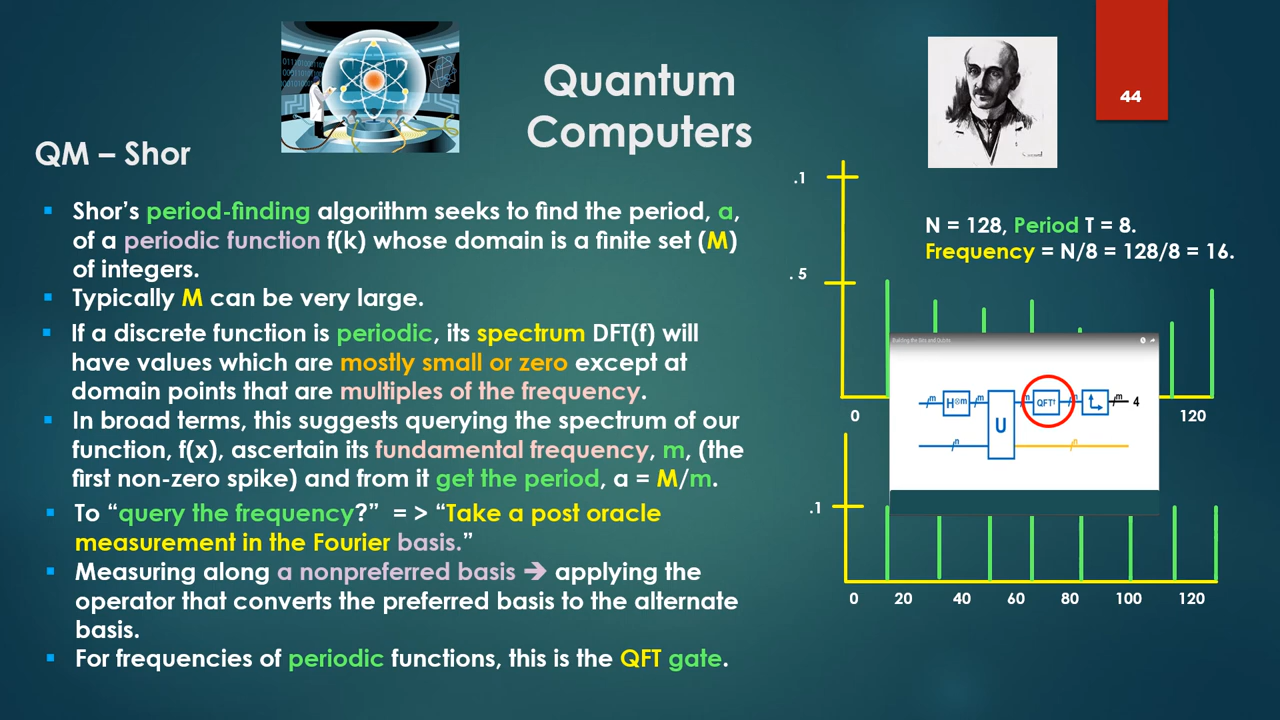 44
Quantum
Computers
QM – Shor
▪ Shor's period-finding algorithm seeks to find the period, a,
of a periodic function f(k) whose domain is a finite set (M)
of integers.
▪ Typically M can be very large.
▪ If a discrete function is periodic, its spectrum DFT(f) will
have values which are mostly small or zero except at
domain points that are multiples of the frequency.
▪ In broad terms, this suggests querying the spectrum of our
function, f(x), ascertain its fundamental frequency, m, (the
first non-zero spike) and from it get the period, a = M/m.
▪ To “query the frequency?” = > “Take a post oracle
measurement in the Fourier basis.”
▪ Measuring along a nonpreferred basis ➔ applying the
operator that converts the preferred basis to the alternate
basis.
▪ For frequencies of periodic functions, this is the QFT gate.
N = 128, Period T = 8.
Frequency = N/8 = 128/8 = 16.
.1
. 5
0
120
Building the Bits and Qubits
m H⊗m m U m QFT† m m 4
n n
.1
0 20 40 60 80 100 120